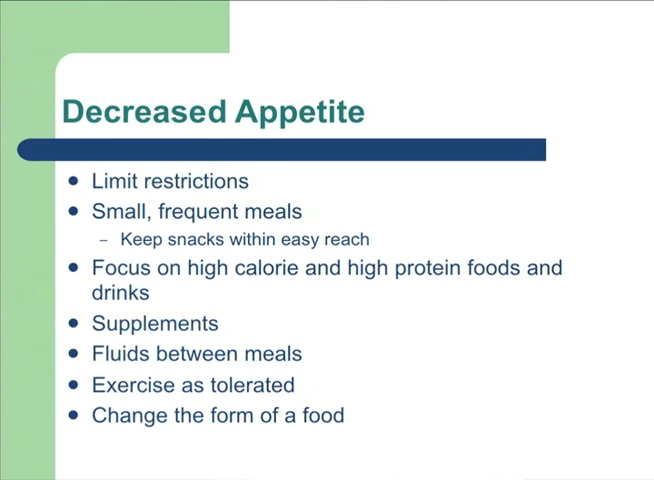 Decreased Appetite
● Limit restrictions
● Small, frequent meals
– Keep snacks within easy reach
● Focus on high calorie and high protein foods and
drinks
● Supplements
● Fluids between meals
● Exercise as tolerated
● Change the form of a food